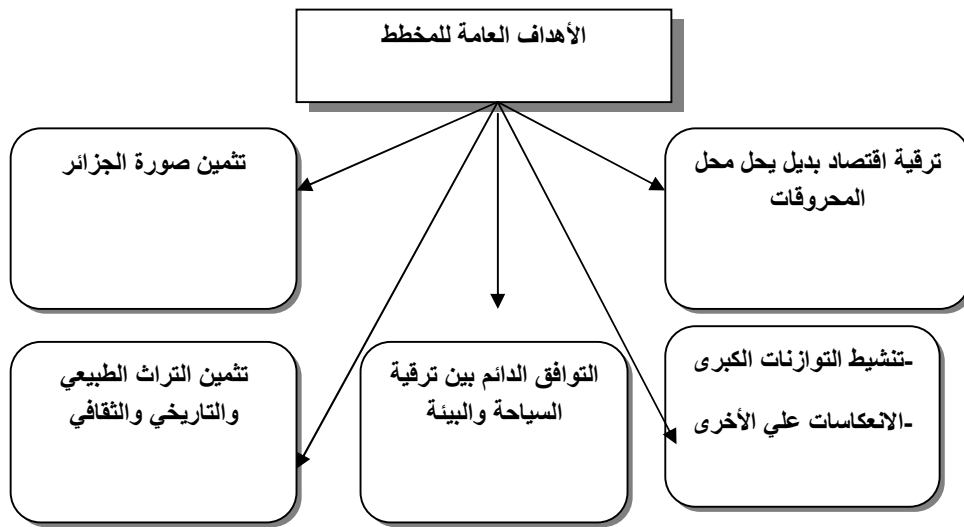 الأهداف العامة للمخطط
ترقية اقتصاد بديل يحل محل
المحروقات
تثمين صورة الجزائر
-تنشيط التوازنات الكبرى
-الانعكاسات علي الأخرى
التوافق الدائم بين ترقية
السياحة والبيئة
تثمين التراث الطبيعي
والتاريخي والثقافي